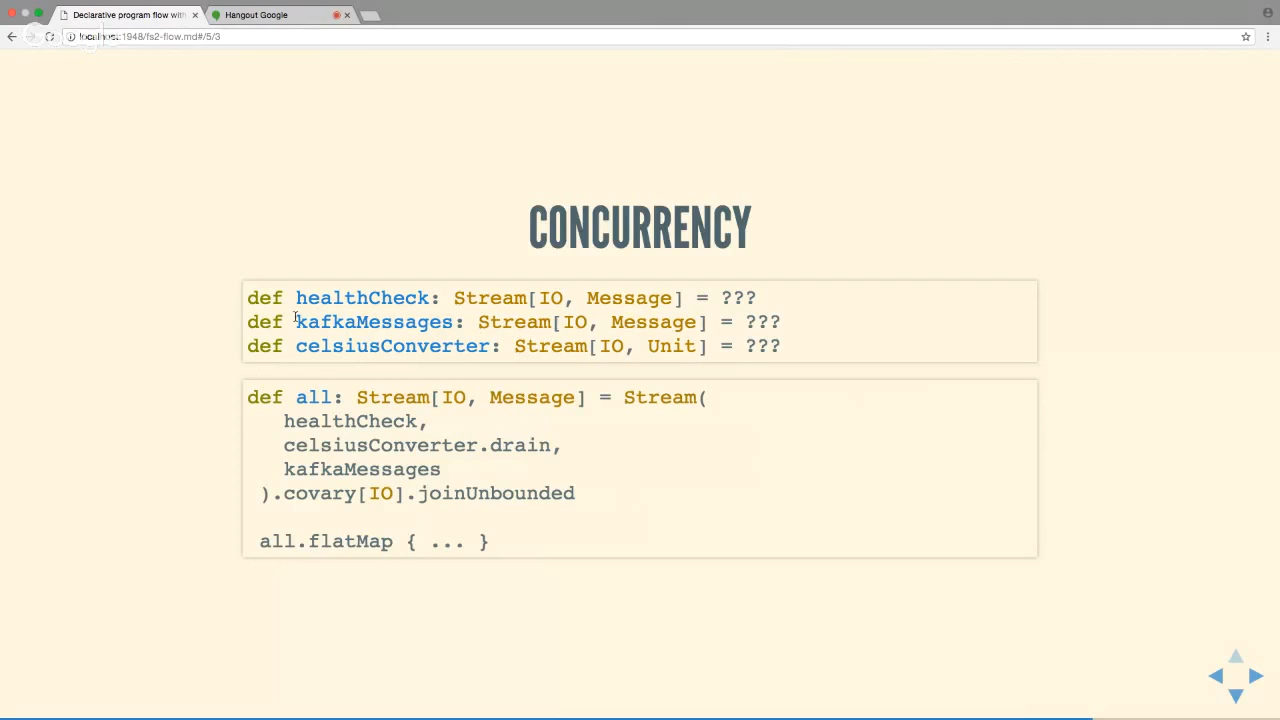 Declarative program flow with
Hangout Google
localhost:1948/fs2-flow.md#/5/3
CONCURRENCY
def healthCheck: Stream[IO, Message] = ???
def kafkaMessages: Stream[IO, Message] = ???
def celsiusConverter: Stream[IO, Unit] = ???
def all: Stream[IO, Message] = Stream(
healthCheck,
celsiusConverter.drain,
kafkaMessages
).covary[IO].joinUnbounded
all.flatMap { ... }